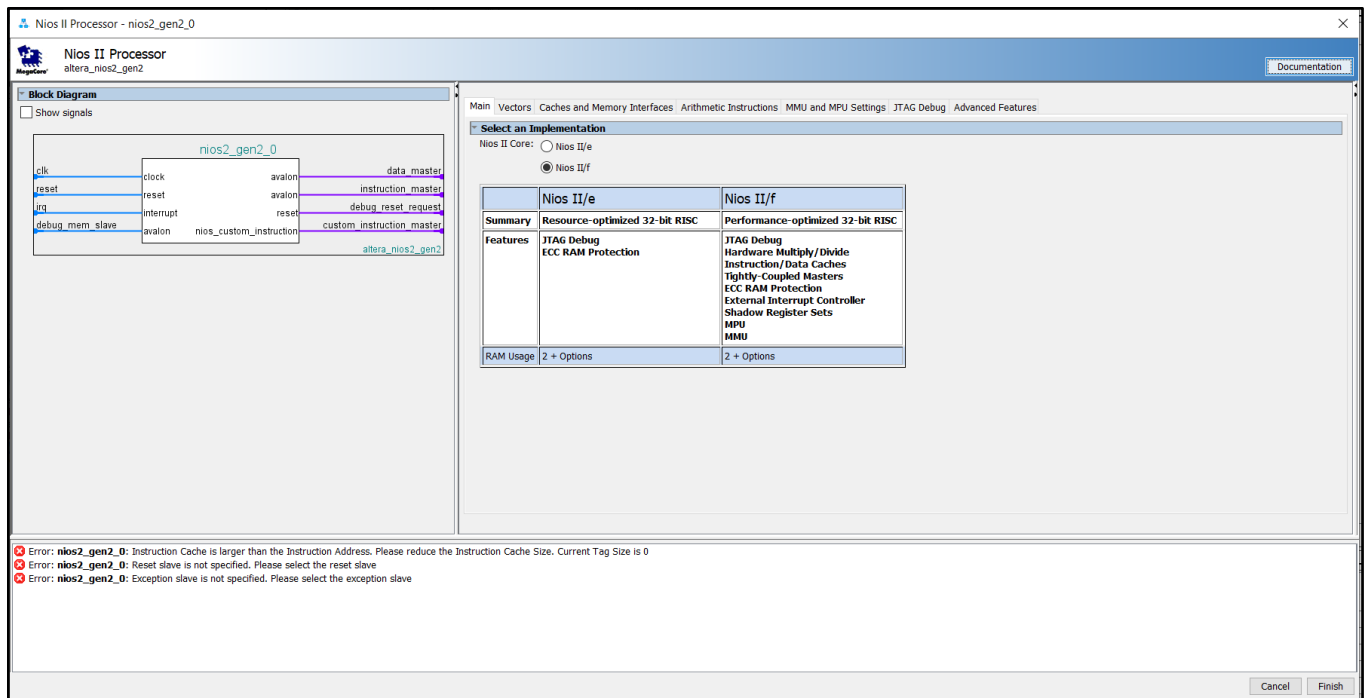 Nios II Processor - nios2_gen2_0
Nios II Processor
altera_nios2_gen2
MegaCore'
Documentation
Block Diagram
Show signals
nios2_gen2_0
clk
reset
irq
debug_mem_slave
clock
reset
interrupt
avalon
avalon
avalon
reset
nios_custom_instruction
data_master
instruction_master
debug_reset_request
custom_instruction_master
altera_nios2_gen2
Main Vectors Caches and Memory Interfaces Arithmetic Instructions MMU and MPU Settings JTAG Debug Advanced Features
Select an Implementation
Nios II Core: Nios II/e
Nios II/f
Nios II/e Nios II/f
Summary Resource-optimized 32-bit RISC Performance-optimized 32-bit RISC
Features JTAG Debug
ECC RAM Protection
JTAG Debug
Hardware Multiply/Divide
Instruction/Data Caches
Tightly-Coupled Masters
ECC RAM Protection
External Interrupt Controller
Shadow Register Sets
MPU
MMU
RAM Usage 2 + Options 2 + Options
Error: nios2_gen2_0: Instruction Cache is larger than the Instruction Address. Please reduce the Instruction Cache Size. Current Tag Size is 0
Error: nios2_gen2_0: Reset slave is not specified. Please select the reset slave
Error: nios2_gen2_0: Exception slave is not specified. Please select the exception slave
Cancel Finish